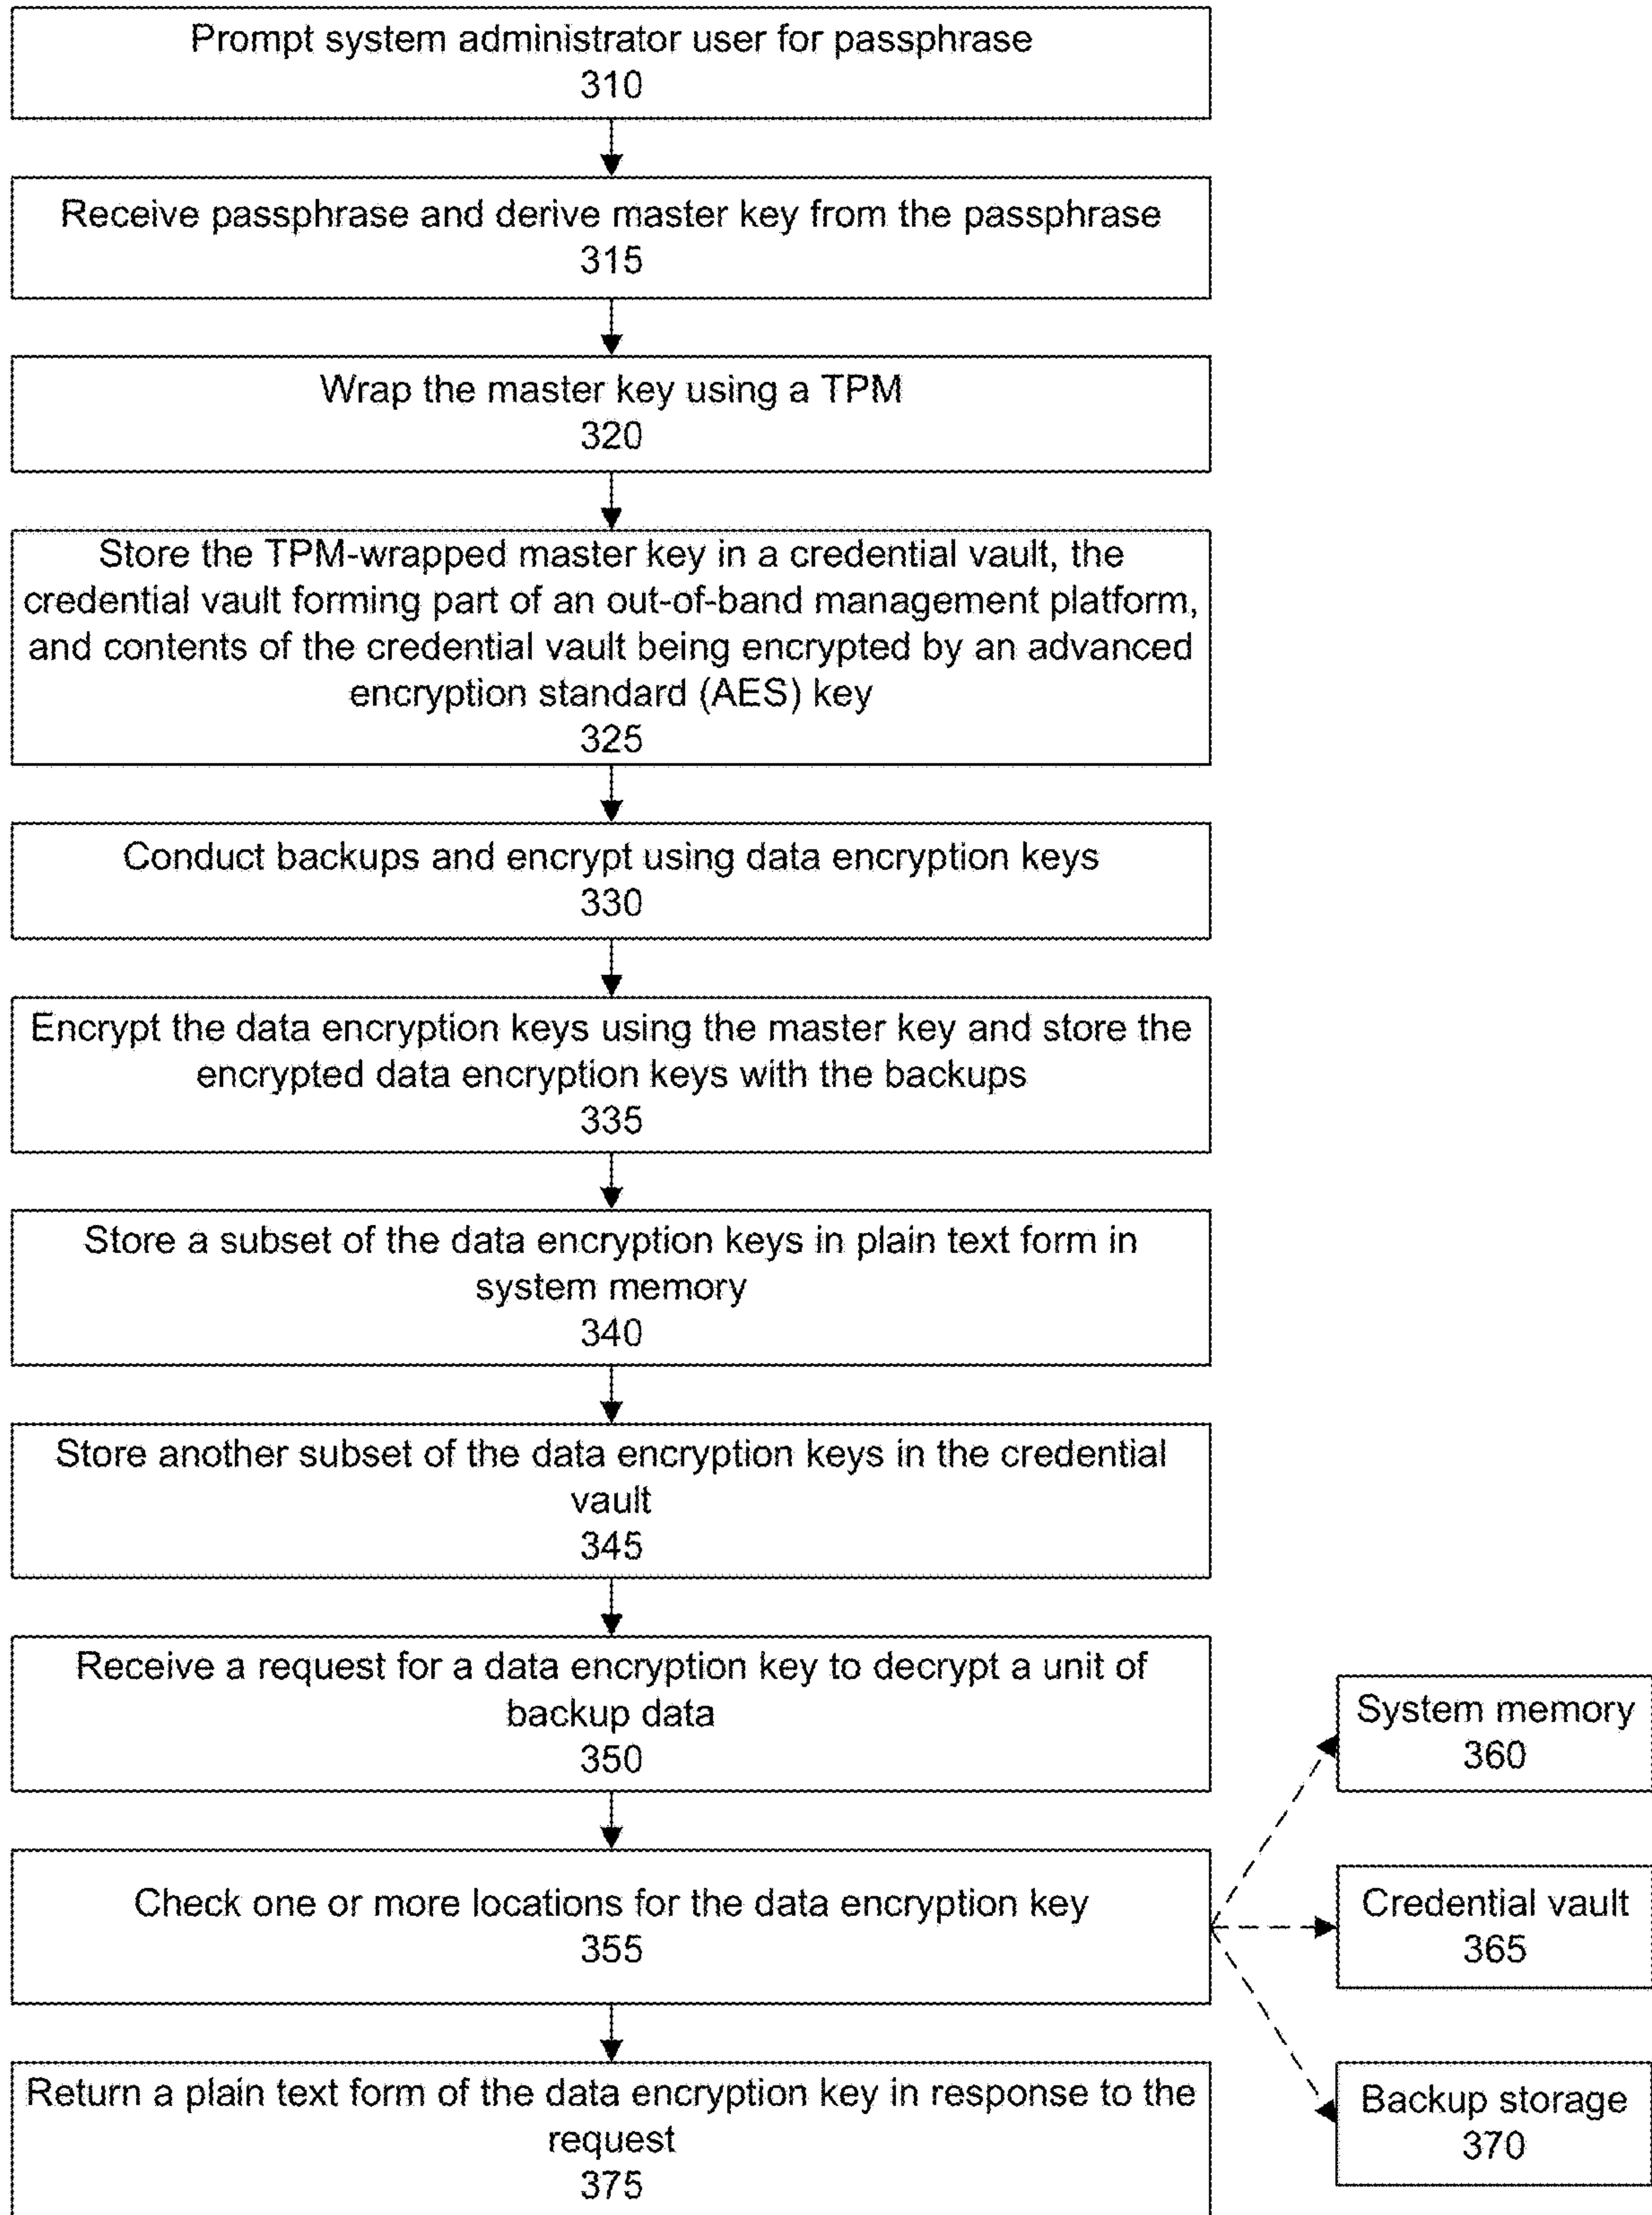 Prompt system administrator user for passphrase
310
Receive passphrase and derive master key from the passphrase
315
Wrap the master key using a TPM
320
Store the TPM-wrapped master key in a credential vault, the
credential vault forming part of an out-of-band management platform,
and contents of the credential vault being encrypted by an advanced
encryption standard (AES) key
325
Conduct backups and encrypt using data encryption keys
330
Encrypt the data encryption keys using the master key and store the
encrypted data encryption keys with the backups
335
Store a subset of the data encryption keys in plain text form in
system memory
340
Store another subset of the data encryption keys in the credential
vault
345
Receive a request for a data encryption key to decrypt a unit of
backup data
350
System memory
360
Check one or more locations for the data encryption key
355
Credential vault
365
Return a plain text form of the data encryption key in response to the
request
375
Backup storage
370